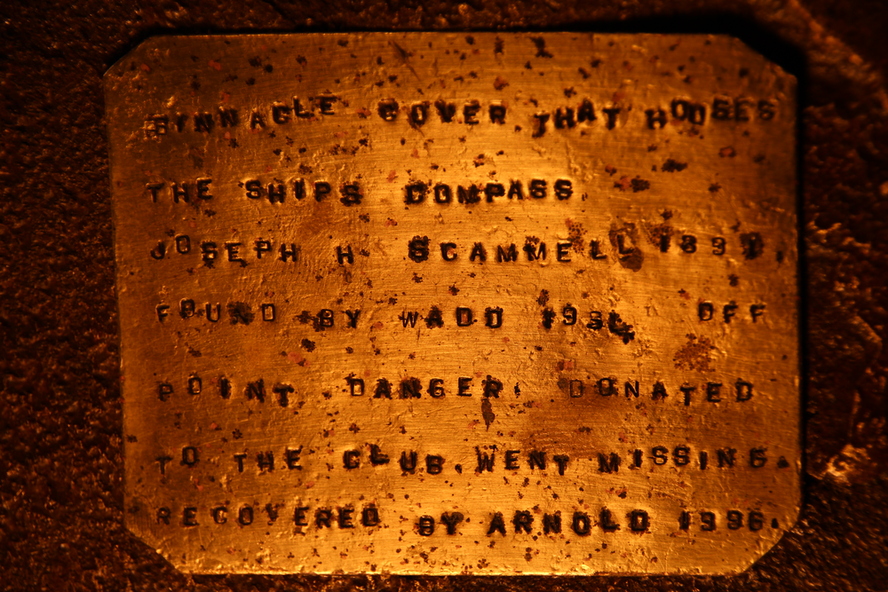 BINNACLE COVER THAT HOUSES
THE SHIPS COMPASS
JOSEPH H SCAMMELL 1891.
FOUND BY WADD OFF
POINT DANGER. DONATED
TO THE CLUB. WENT MISSING.
RECOVERED BY ARNOLD 1996.